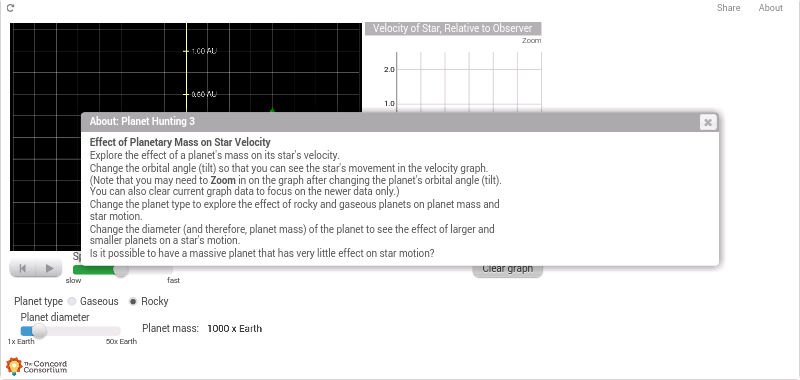 Share About
Velocity of Star, Relative to Observer
Zoom
1.00 AU
2.0
0.50 AU
1.0
About: Planet Hunting 3
Effect of Planetary Mass on Star Velocity
Explore the effect of a planet's mass on its star's velocity.
Change the orbital angle (tilt) so that you can see the star's movement in the velocity graph.
(Note that you may need to Zoom in on the graph after changing the planet's orbital angle (tilt).
You can also clear current graph data to focus on the newer data only.)
Change the planet type to explore the effect of rocky and gaseous planets on planet mass and
star motion.
Change the diameter (and therefore, planet mass) of the planet to see the effect of larger and
smaller planets on a star's motion.
Is it possible to have a massive planet that has very little effect on star motion?
Clear graph
slow fast
Planet type Gaseous Rocky
Planet diameter
Planet mass: 1000 x Earth
1x Earth 50x Earth
The Concord
Consortium